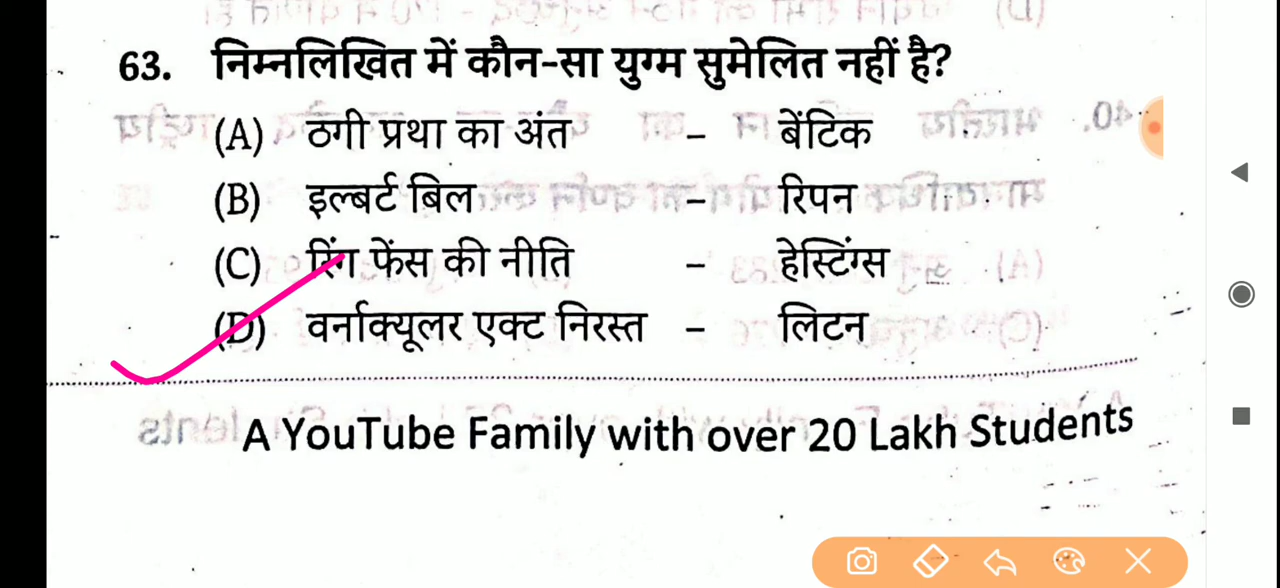 63. निम्नलिखित में कौन-सा युग्म सुमेलित नहीं है?
(A) ठगी प्रथा का अंत - बेंटिक
(B) इल्बर्ट बिल - रिपन
(C) रिंग फेंस की नीति - हेस्टिंग्स
(D) वर्नाक्यूलर एक्ट निरस्त - लिटन
A YouTube Family with over 20 Lakh Students